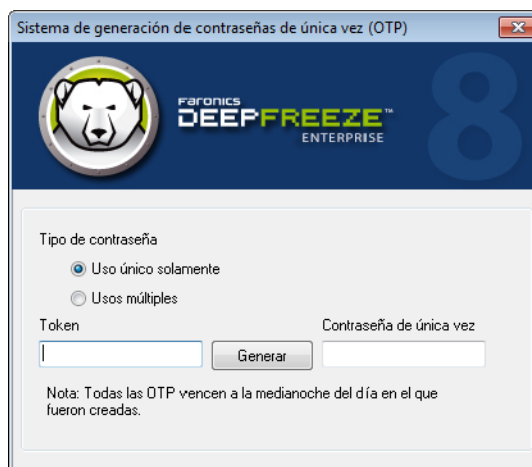 Sistema de generación de contraseñas de única vez (OTP)
FARONICS
DEEPFREEZE™
ENTERPRISE
8
Tipo de contraseña
Uso único solamente
Usos múltiples
Token
Contraseña de única vez
Generar
Nota: Todas las OTP vencen a la medianoche del día en el que
fueron creadas.